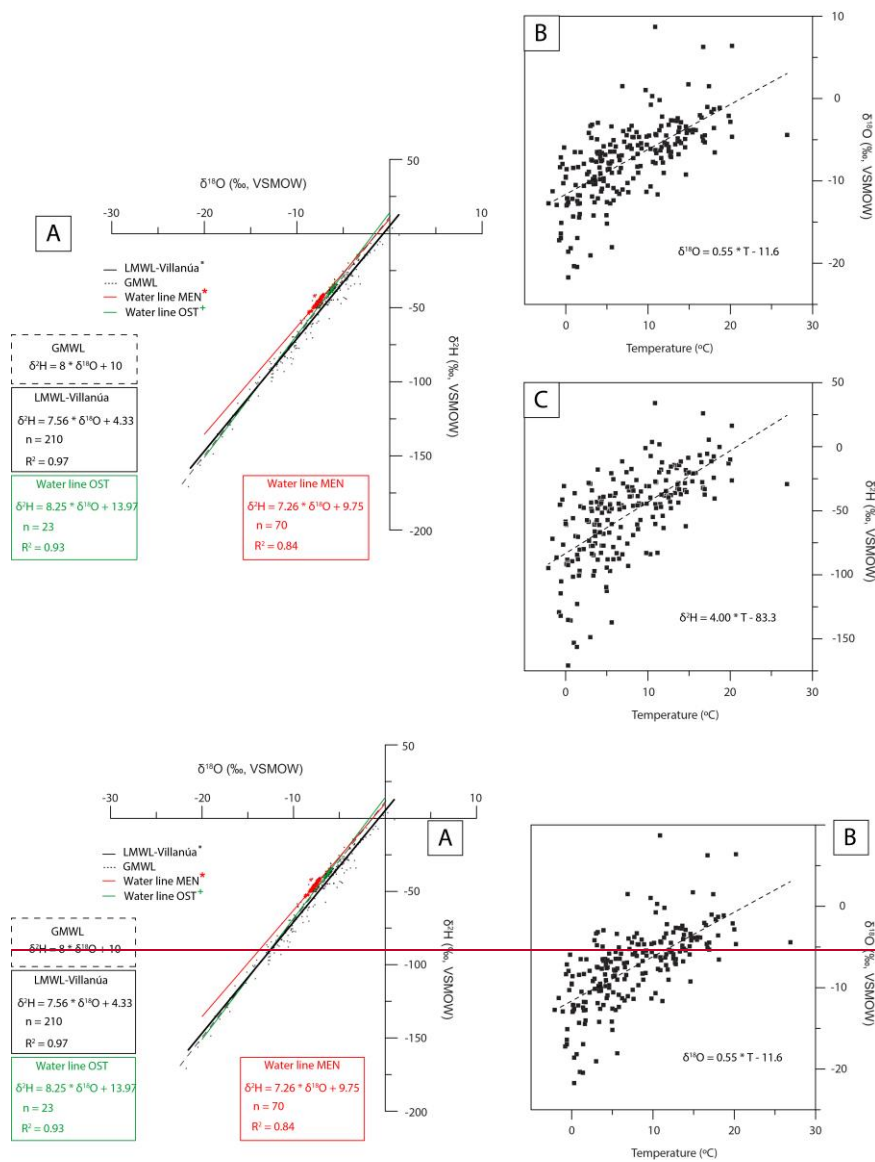 A
δ¹⁸O (‰, VSMOW)
-30
-20
-10
10
50
-50
-100
-150
-200
δ²H (‰, VSMOW)
LMWL-Villanúa*
GMWL
Water line MEN*
Water line OST+
GMWL
δ²H = 8 * δ¹⁸O + 10
LMWL-Villanúa
δ²H = 7.56 * δ¹⁸O + 4.33
n = 210
R² = 0.97
Water line OST
δ²H = 8.25 * δ¹⁸O + 13.97
n = 23
R² = 0.93
Water line MEN
δ²H = 7.26 * δ¹⁸O + 9.75
n = 70
R² = 0.84
B
10
0
-10
-20
δ¹⁸O (‰, VSMOW)
δ¹⁸O = 0.55 * T - 11.6
0
10
20
30
Temperature (ºC)
C
50
0
-50
-100
-150
δ²H (‰, VSMOW)
δ²H = 4.00 * T - 83.3
0
10
20
30
Temperature (ºC)
A
δ¹⁸O (‰, VSMOW)
-30
-20
-10
0
10
50
-50
-100
-150
-200
δ²H (‰, VSMOW)
LMWL-Villanúa*
GMWL
Water line MEN*
Water line OST+
GMWL
δ²H = 8 * δ¹⁸O + 10
LMWL-Villanúa
δ²H = 7.56 * δ¹⁸O + 4.33
n = 210
R² = 0.97
Water line OST
δ²H = 8.25 * δ¹⁸O + 13.97
n = 23
R² = 0.93
Water line MEN
δ²H = 7.26 * δ¹⁸O + 9.75
n = 70
R² = 0.84
B
10
0
-10
-20
δ¹⁸O (‰, VSMOW)
δ¹⁸O = 0.55 * T - 11.6
0
10
20
30
Temperature (ºC)